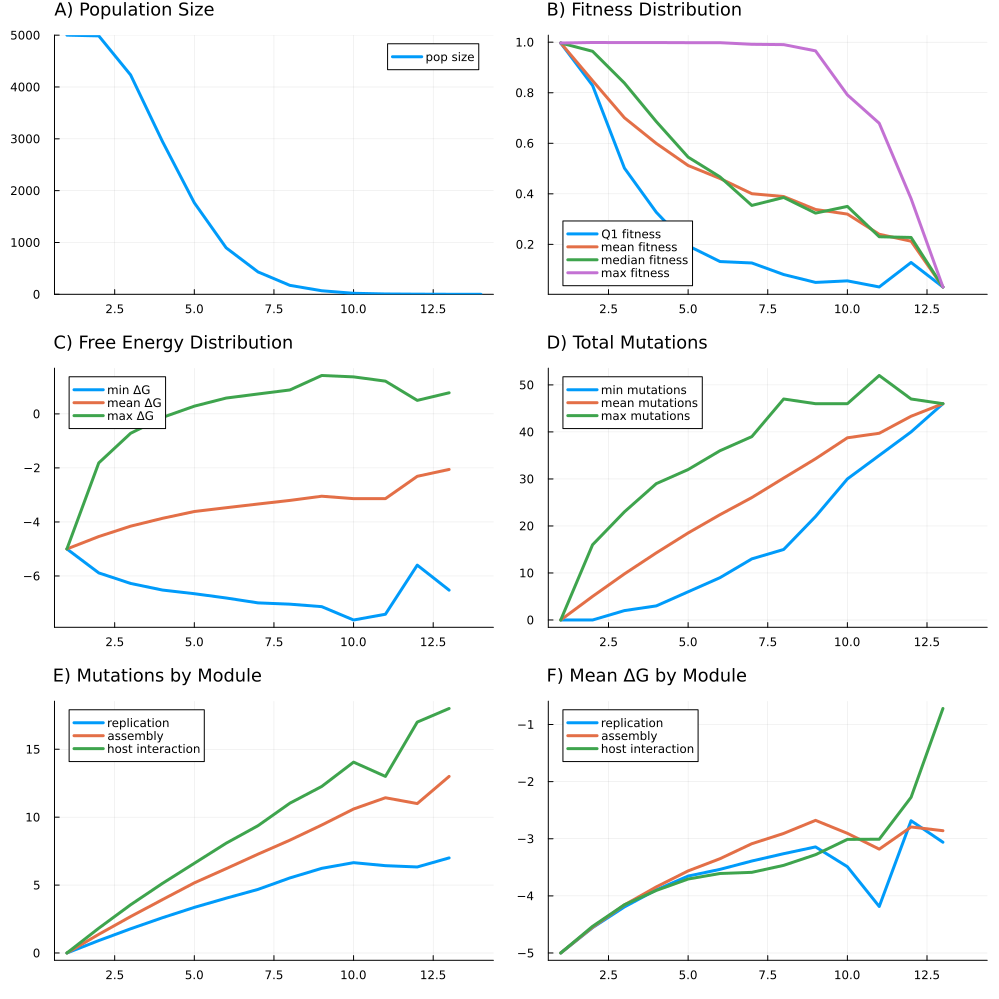 A) Population Size
5000
4000
3000
2000
1000
0
pop size
2.5 5.0 7.5 10.0 12.5
B) Fitness Distribution
1.0
0.8
0.6
0.4
0.2
Q1 fitness
mean fitness
median fitness
max fitness
2.5 5.0 7.5 10.0 12.5
C) Free Energy Distribution
0
−2
−4
−6
min ΔG
mean ΔG
max ΔG
2.5 5.0 7.5 10.0 12.5
D) Total Mutations
50
40
30
20
10
0
min mutations
mean mutations
max mutations
2.5 5.0 7.5 10.0 12.5
E) Mutations by Module
15
10
5
0
replication
assembly
host interaction
2.5 5.0 7.5 10.0 12.5
F) Mean ΔG by Module
−1
−2
−3
−4
−5
replication
assembly
host interaction
2.5 5.0 7.5 10.0 12.5